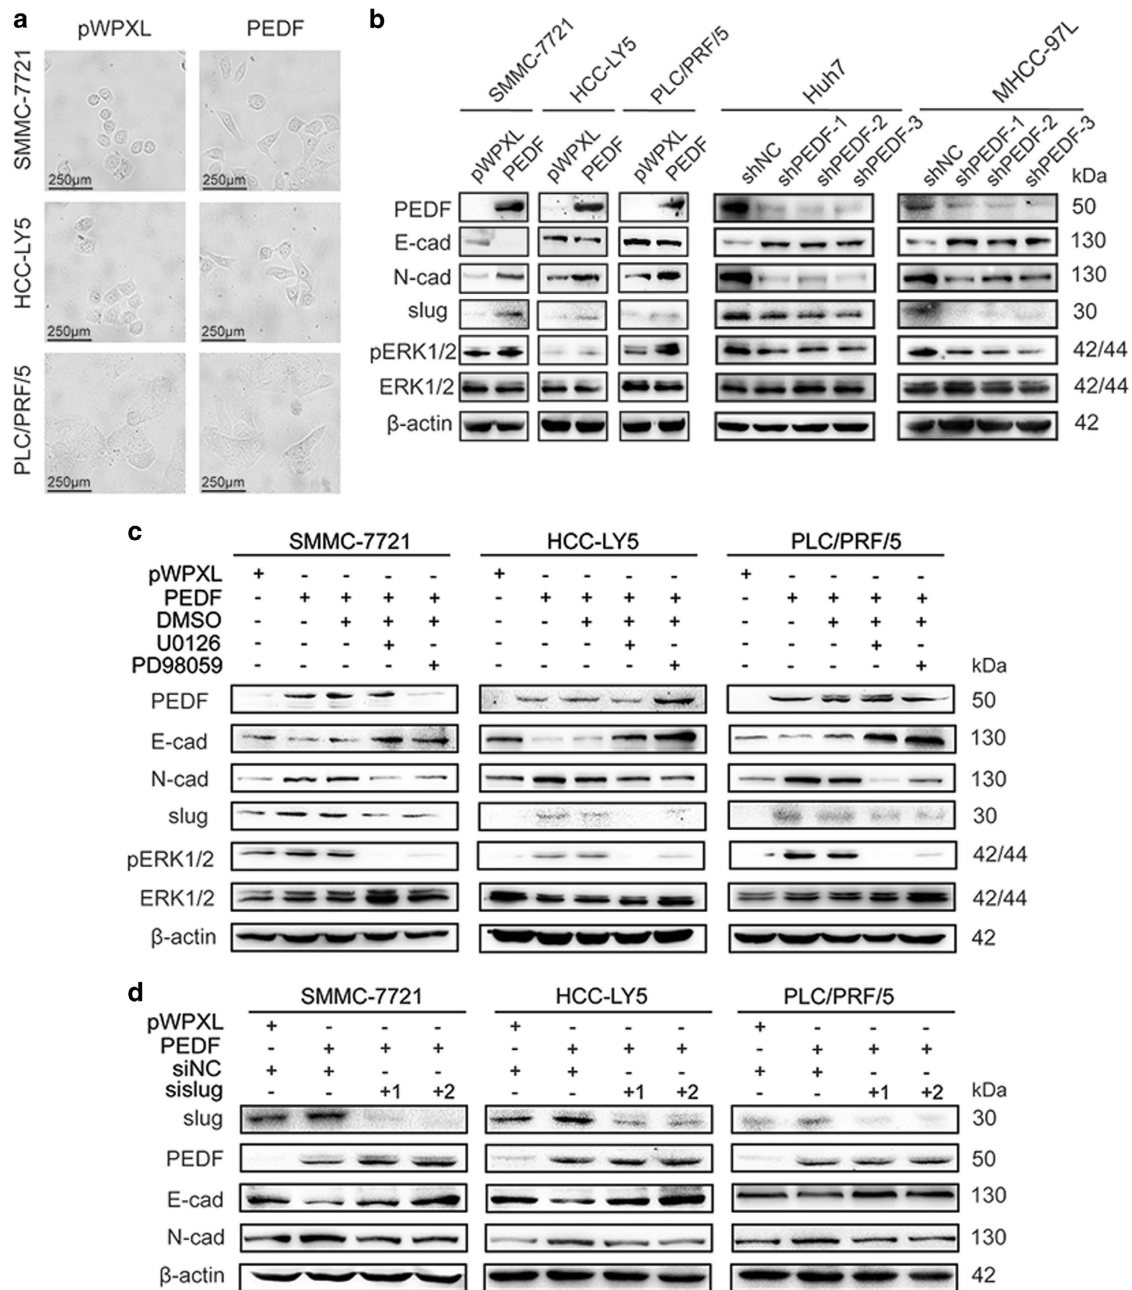 a
pWPXL PEDF
SMMC-7721
250μm 250μm
HCC-LY5
250μm 250μm
PLC/PRF/5
250μm 250μm
b
SMMC-7721 HCC-LY5 PLC/PRF/5 Huh7 MHCC-97L
pWPXL PEDF pWPXL PEDF pWPXL PEDF shNC shPEDF-1 shPEDF-2 shPEDF-3 shNC shPEDF-1 shPEDF-2 shPEDF-3
kDa
PEDF 50
E-cad 130
N-cad 130
slug 30
pERK1/2 42/44
ERK1/2 42/44
β-actin 42
c
SMMC-7721 HCC-LY5 PLC/PRF/5
pWPXL + - - - - + - - - - + - - - -
PEDF - + + + + - + + + + - + + + +
DMSO - - + + + - - + + + - - + + +
U0126 - - - + - - - - + - - - - + -
PD98059 - - - - + - - - - + - - - - + kDa
PEDF 50
E-cad 130
N-cad 130
slug 30
pERK1/2 42/44
ERK1/2 42/44
β-actin 42
d
SMMC-7721 HCC-LY5 PLC/PRF/5
pWPXL + - - - + - - - + - - -
PEDF - + + + - + + + - + + +
siNC + + - - + + - - + + - -
sislug - - +1 +2 - - +1 +2 - - +1 +2 kDa
slug 30
PEDF 50
E-cad 130
N-cad 130
β-actin 42